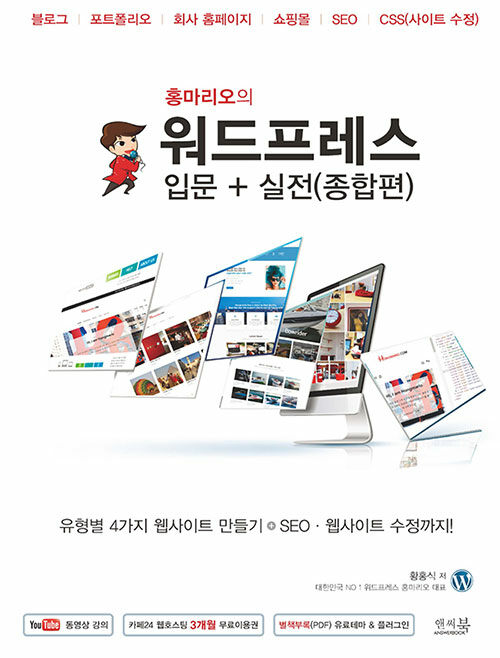 블로그 | 포트폴리오 | 회사 홈페이지 | 쇼핑몰 | SEO | CSS(사이트 수정)
홍마리오의
워드프레스
입문 + 실전(종합편)
유형별 4가지 웹사이트 만들기 + SEO · 웹사이트 수정까지!
황홍식 저
대한민국 NO 1 워드프레스 홍마리오 대표
YouTube 동영상 강의
카페24 웹호스팅 3개월 무료이용권
별책부록(PDF) 유료테마 & 플러그인
앤써북
ANSWERBOOK